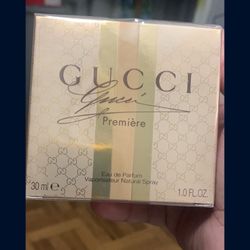 GUCCI
Gucci
Première
Eau de Parfum
Vaporisateur Natural Spray
30 ml e 1.0 FL.OZ.